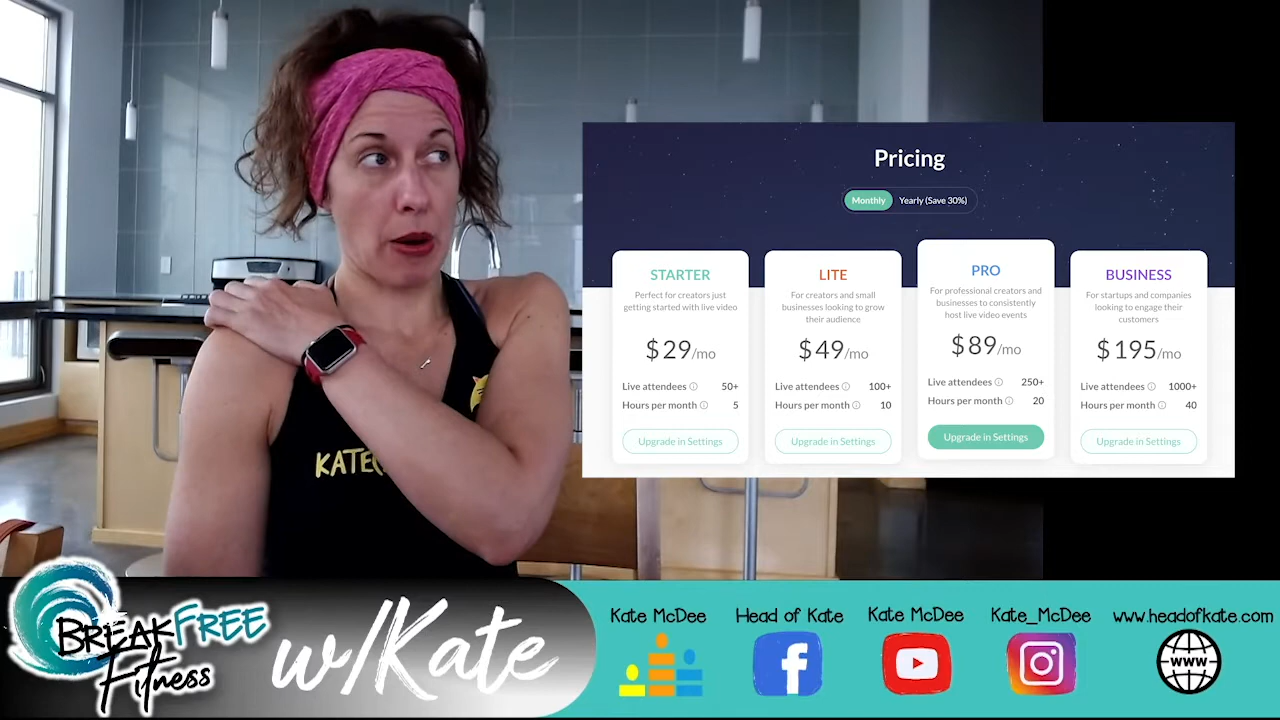 KATE
Pricing
Monthly
Yearly (Save 30%)
STARTER
Perfect for creators just
getting started with live video
$29/mo
Live attendees 50+
Hours per month 5
Upgrade in Settings
LITE
For creators and small
businesses looking to grow
their audience
$49/mo
Live attendees 100+
Hours per month 10
Upgrade in Settings
PRO
For professional creators and
businesses to consistently
host live video events
$89/mo
Live attendees 250+
Hours per month 20
Upgrade in Settings
BUSINESS
For startups and companies
looking to engage their
customers
$195/mo
Live attendees 1000+
Hours per month 40
Upgrade in Settings
BREAKFREE
Fitness
w/Kate
Kate McDee
Head of Kate
Kate McDee
Kate_McDee
www.headofkate.com
WWW